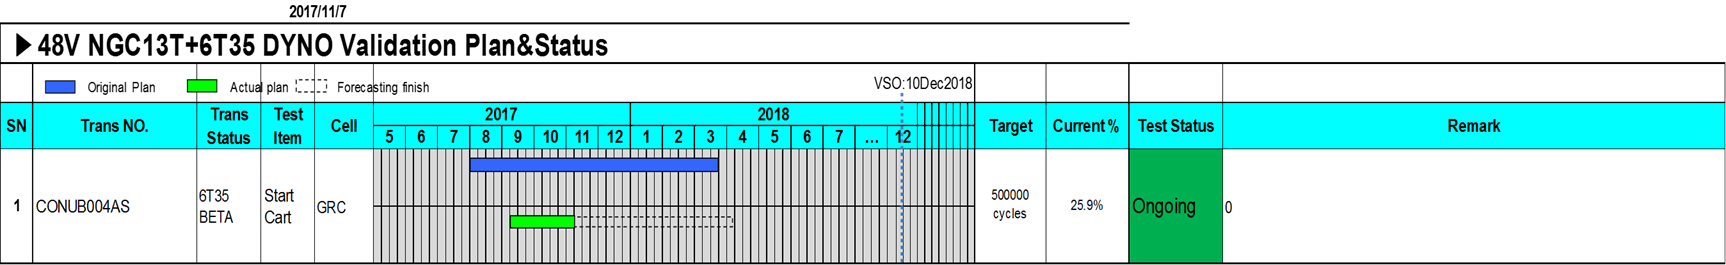 2017/11/7
48V NGC13T+6T35 DYNO Validation Plan&Status
Original Plan Actual plan Forecasting finish VSO:10Dec2018
SN Trans NO. Trans Status Test Item Cell 2017 2018 Target Current% Test Status Remark
5 6 7 8 9 10 11 12 1 2 3 4 5 6 7 ... 12
1 CONUB004AS 6T35 BETA Start Cart GRC 500000 cycles 25.9% Ongoing 0